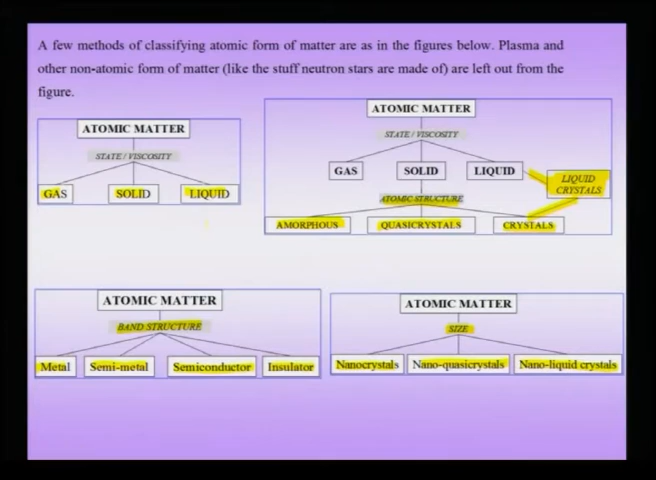 A few methods of classifying atomic form of matter are as in the figures below. Plasma and
other non-atomic form of matter (like the stuff neutron stars are made of) are left out from the
figure.
ATOMIC MATTER
STATE / VISCOSITY
GAS SOLID LIQUID
ATOMIC MATTER
STATE / VISCOSITY
GAS SOLID LIQUID
LIQUID
CRYSTALS
ATOMIC STRUCTURE
AMORPHOUS QUASICRYSTALS CRYSTALS
ATOMIC MATTER
BAND STRUCTURE
Metal Semi-metal Semiconductor Insulator
ATOMIC MATTER
SIZE
Nanocrystals Nano-quasicrystals Nano-liquid crystals